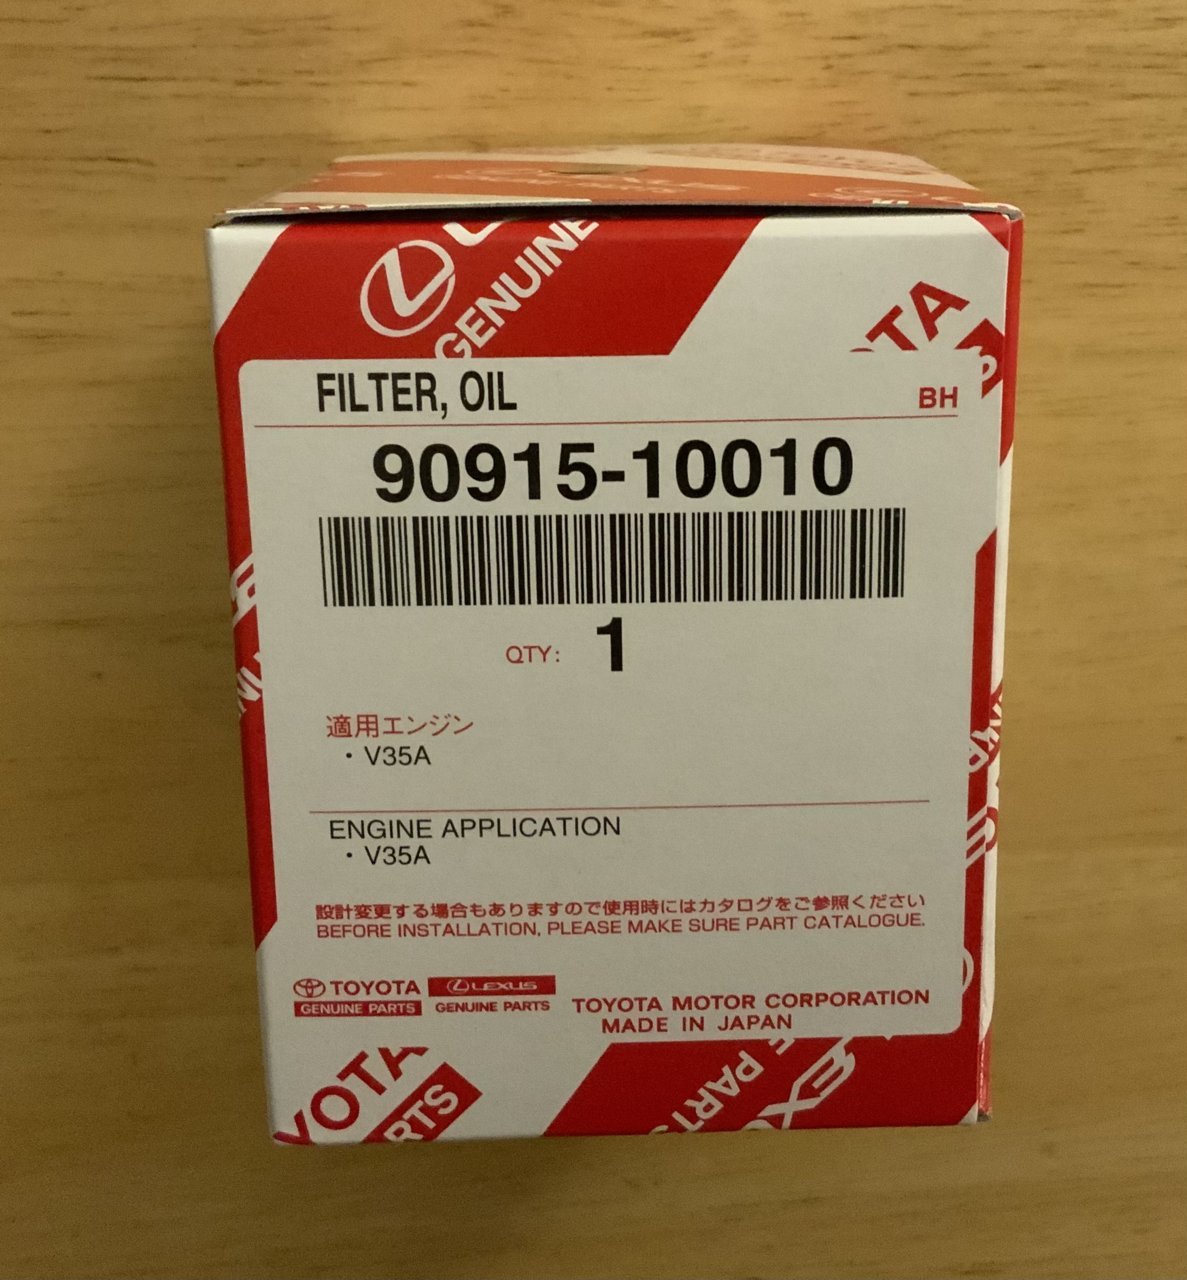 GENUINE
OTA
FILTER, OIL
BH
90915-10010
QTY: 1
適用エンジン
・V35A
ENGINE APPLICATION
・V35A
設計変更する場合もありますので使用時にはカタログをご参照ください
BEFORE INSTALLATION, PLEASE MAKE SURE PART CATALOGUE.
TOYOTA LEXUS
GENUINE PARTS GENUINE PARTS
TOYOTA MOTOR CORPORATION
MADE IN JAPAN
YOTA
RTS
E PARTS
EXUS